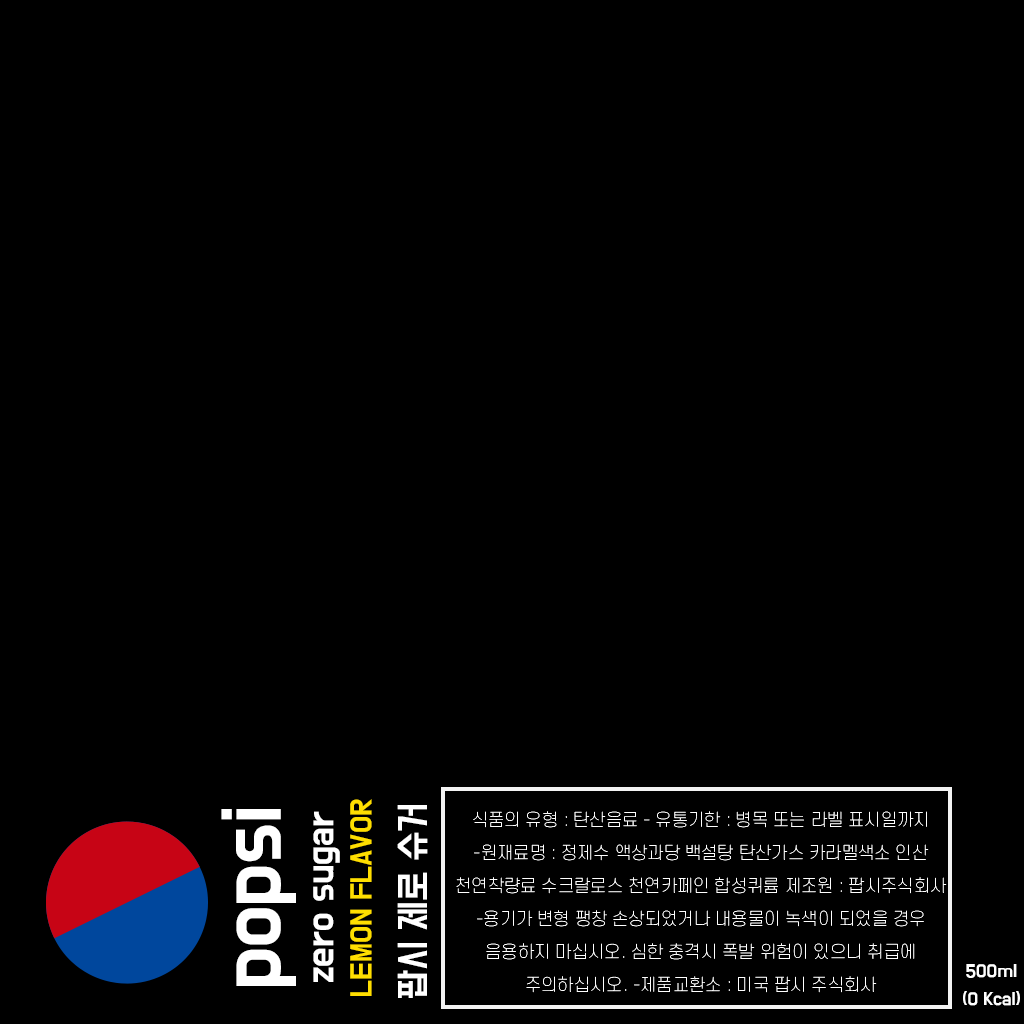 popsi
zero sugar
LEMON FLAVOR
팝시 제로 슈거
식품의 유형 : 탄산음료 - 유통기한 : 병목 또는 라벨 표시일까지
-원재료명 : 정제수 액상과당 백설탕 탄산가스 카라멜색소 인산
천연착량료 수크랄로스 천연카페인 합성퀴륨 제조원 : 팝시주식회사
-용기가 변형 팽창 손상되었거나 내용물이 녹색이 되었을 경우
음용하지 마십시오. 심한 충격시 폭발 위험이 있으니 취급에
주의하십시오. -제품교환소 : 미국 팝시 주식회사
500ml
(0 Kcal)